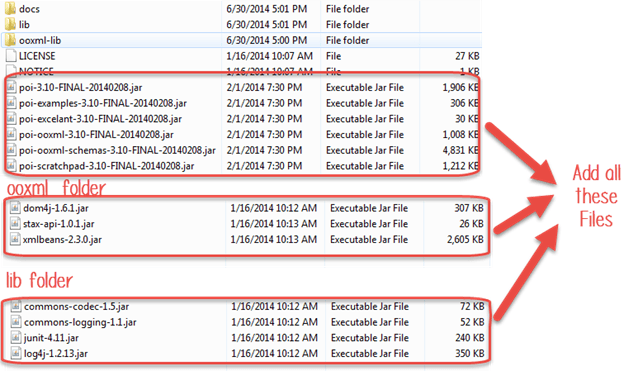 docs 6/30/2014 5:01 PM File folder
lib 6/30/2014 5:01 PM File folder
ooxml-lib 6/30/2014 5:00 PM File folder
LICENSE 1/16/2014 10:07 AM File 27 KB
NOTICE 1/16/2014 10:07 AM File 1 KB
poi-3.10-FINAL-20140208.jar 2/1/2014 7:30 PM Executable Jar File 1,906 KB
poi-examples-3.10-FINAL-20140208.jar 2/1/2014 7:30 PM Executable Jar File 306 KB
poi-excelant-3.10-FINAL-20140208.jar 2/1/2014 7:30 PM Executable Jar File 30 KB
poi-ooxml-3.10-FINAL-20140208.jar 2/1/2014 7:30 PM Executable Jar File 1,008 KB
poi-ooxml-schemas-3.10-FINAL-20140208.jar 2/1/2014 7:30 PM Executable Jar File 4,831 KB
poi-scratchpad-3.10-FINAL-20140208.jar 2/1/2014 7:30 PM Executable Jar File 1,212 KB
ooxml folder
dom4j-1.6.1.jar 1/16/2014 10:12 AM Executable Jar File 307 KB
stax-api-1.0.1.jar 1/16/2014 10:13 AM Executable Jar File 26 KB
xmlbeans-2.3.0.jar 1/16/2014 10:13 AM Executable Jar File 2,605 KB
lib folder
commons-codec-1.5.jar 1/16/2014 10:12 AM Executable Jar File 72 KB
commons-logging-1.1.jar 1/16/2014 10:12 AM Executable Jar File 52 KB
junit-4.11.jar 1/16/2014 10:12 AM Executable Jar File 240 KB
log4j-1.2.13.jar 1/16/2014 10:12 AM Executable Jar File 350 KB
Add all
these
Files